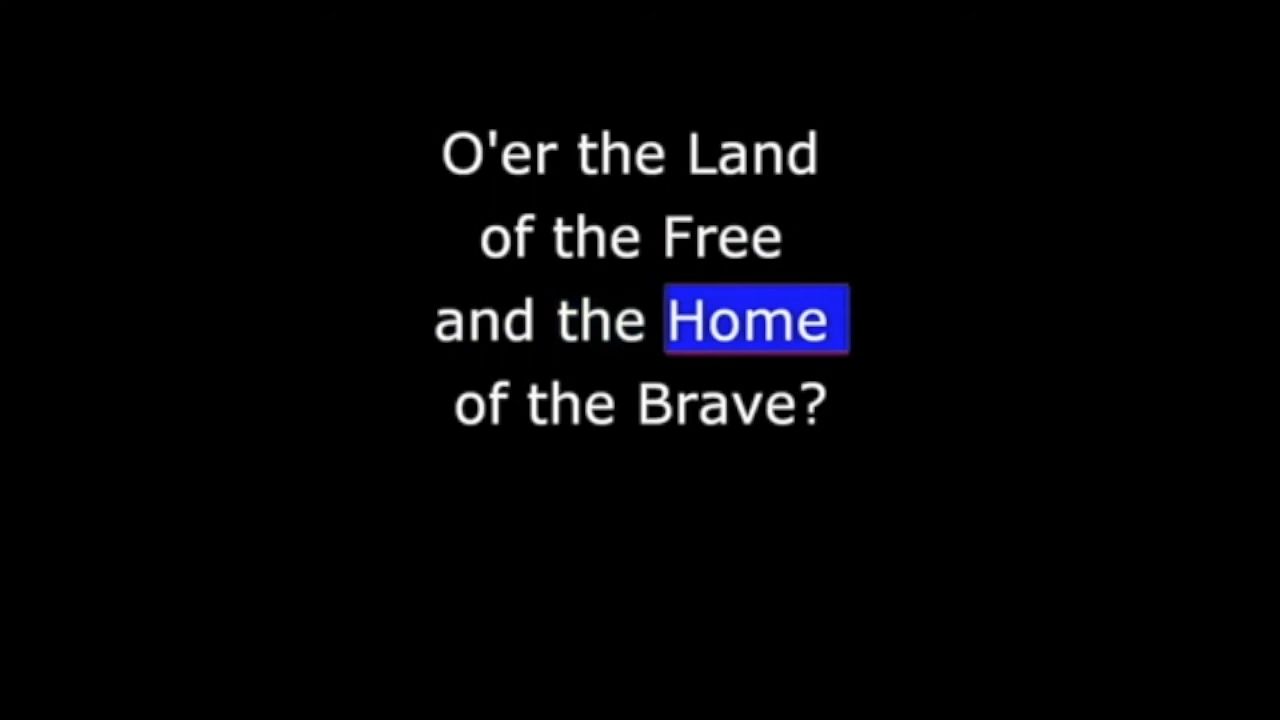 O'er the Land
of the Free
and the Home
of the Brave?